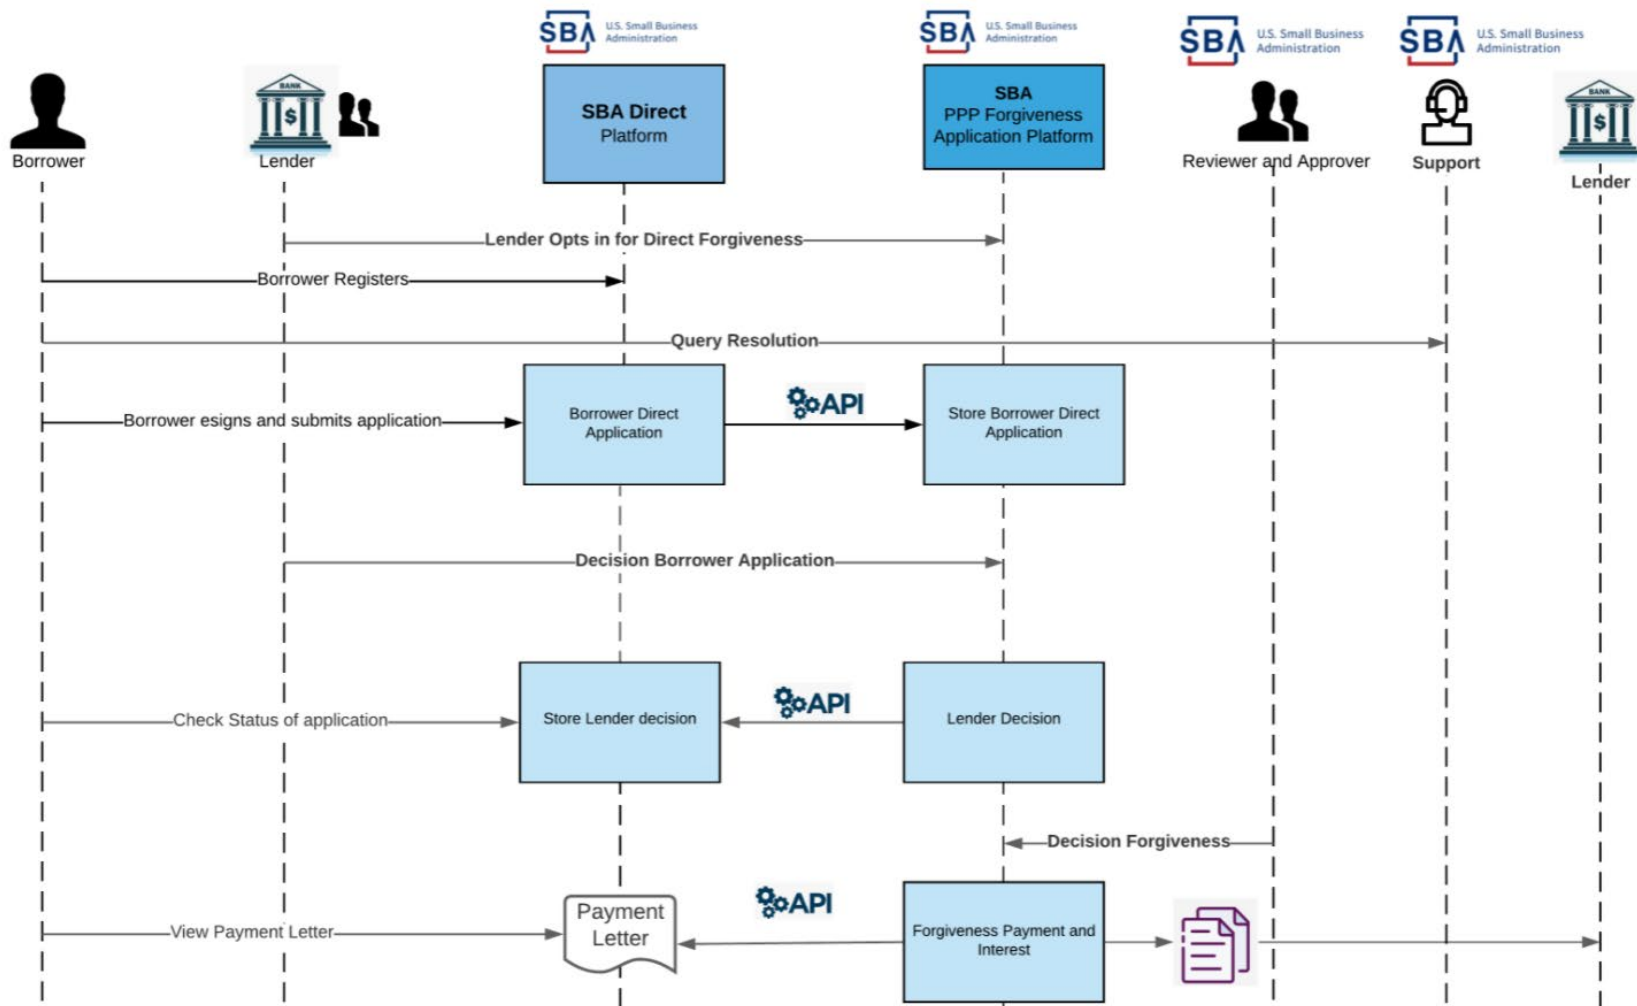 SBA
U.S. Small Business
Administration
SBA
U.S. Small Business
Administration
SBA
U.S. Small Business
Administration
SBA
U.S. Small Business
Administration
Borrower
BANK
$
Lender
SBA Direct
Platform
SBA
PPP Forgiveness
Application Platform
Reviewer and Approver
Support
BANK
$
Lender
Lender Opts in for Direct Forgiveness
Borrower Registers
Query Resolution
Borrower esigns and submits application
Borrower Direct
Application
API
Store Borrower Direct
Application
Decision Borrower Application
Check Status of application
Store Lender decision
API
Lender Decision
Decision Forgiveness
View Payment Letter
Payment
Letter
API
Forgiveness Payment and
Interest